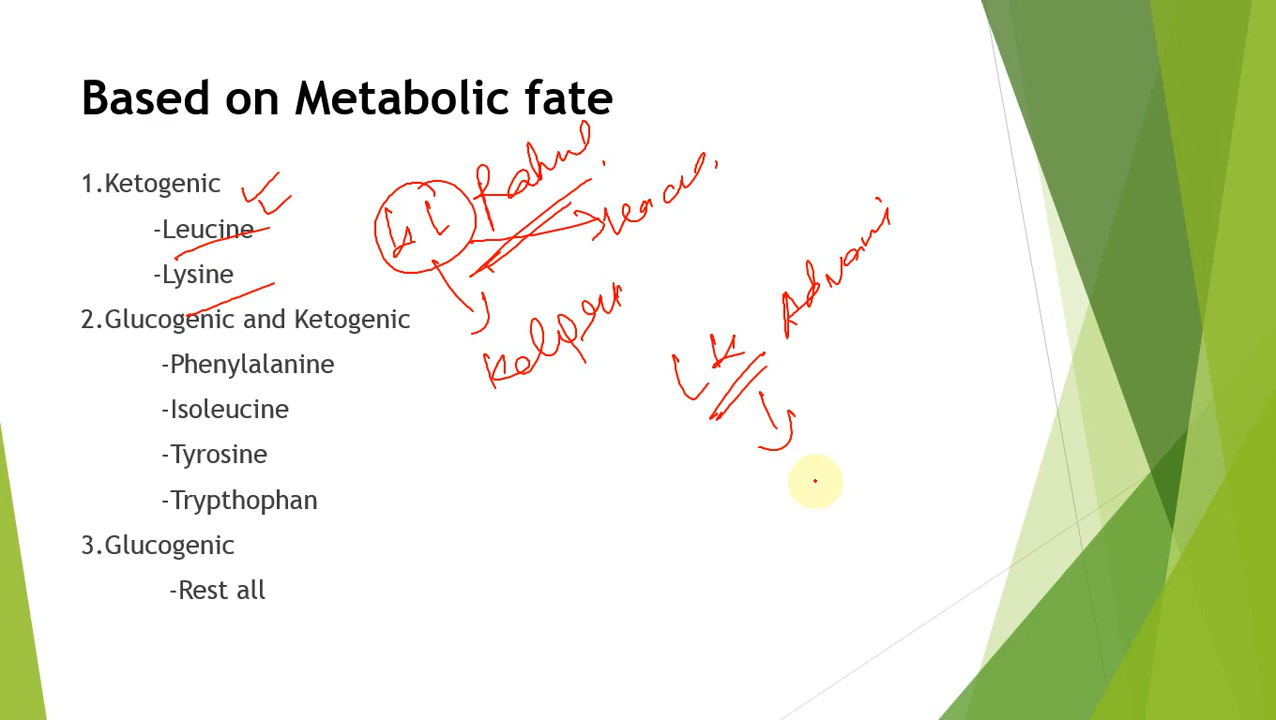 Based on Metabolic fate
1.Ketogenic
-Leucine
-Lysine
2.Glucogenic and Ketogenic
-Phenylalanine
-Isoleucine
-Tyrosine
-Trypthophan
3.Glucogenic
-Rest all
Rahul
LK Advani